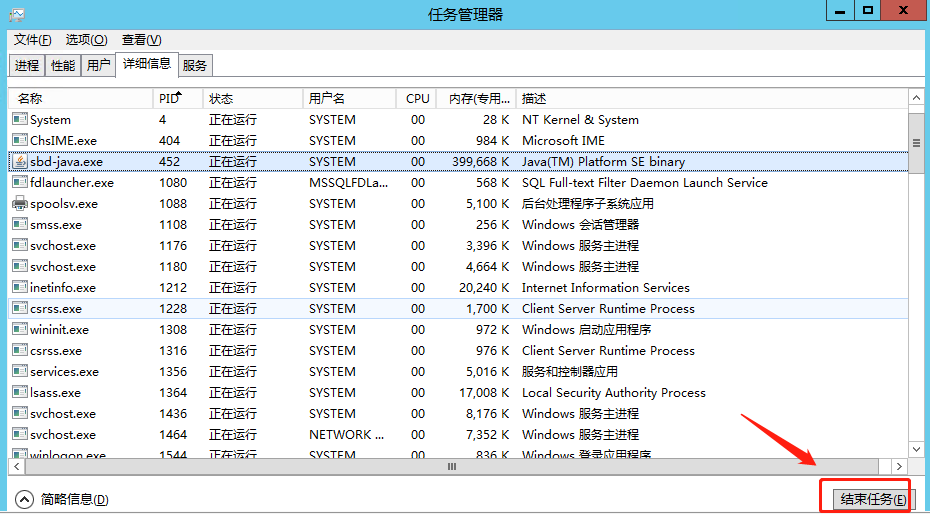 任务管理器
文件(F) 选项(O) 查看(V)
进程 性能 用户 详细信息 服务
名称 PID 状态 用户名 CPU 内存(专用... 描述
System 4 正在运行 SYSTEM 00 28 K NT Kernel & System
ChsIME.exe 404 正在运行 SYSTEM 00 984 K Microsoft IME
sbd-java.exe 452 正在运行 SYSTEM 00 399,668 K Java(TM) Platform SE binary
fdlauncher.exe 1080 正在运行 MSSQLFDLa... 00 568 K SQL Full-text Filter Daemon Launch Service
spoolsv.exe 1088 正在运行 SYSTEM 00 5,100 K 后台处理程序子系统应用
smss.exe 1108 正在运行 SYSTEM 00 256 K Windows 会话管理器
svchost.exe 1176 正在运行 SYSTEM 00 3,396 K Windows 服务主进程
svchost.exe 1180 正在运行 SYSTEM 00 4,664 K Windows 服务主进程
inetinfo.exe 1212 正在运行 SYSTEM 00 20,240 K Internet Information Services
csrss.exe 1228 正在运行 SYSTEM 00 1,700 K Client Server Runtime Process
wininit.exe 1308 正在运行 SYSTEM 00 972 K Windows 启动应用程序
csrss.exe 1316 正在运行 SYSTEM 00 976 K Client Server Runtime Process
services.exe 1356 正在运行 SYSTEM 00 5,016 K 服务和控制器应用
lsass.exe 1364 正在运行 SYSTEM 00 17,008 K Local Security Authority Process
svchost.exe 1436 正在运行 SYSTEM 00 8,176 K Windows 服务主进程
svchost.exe 1464 正在运行 NETWORK ... 00 7,352 K Windows 服务主进程
winlogon.exe 1544 正在运行 SYSTEM 00 836 K Windows 登录应用程序
简略信息(D) 结束任务(E)